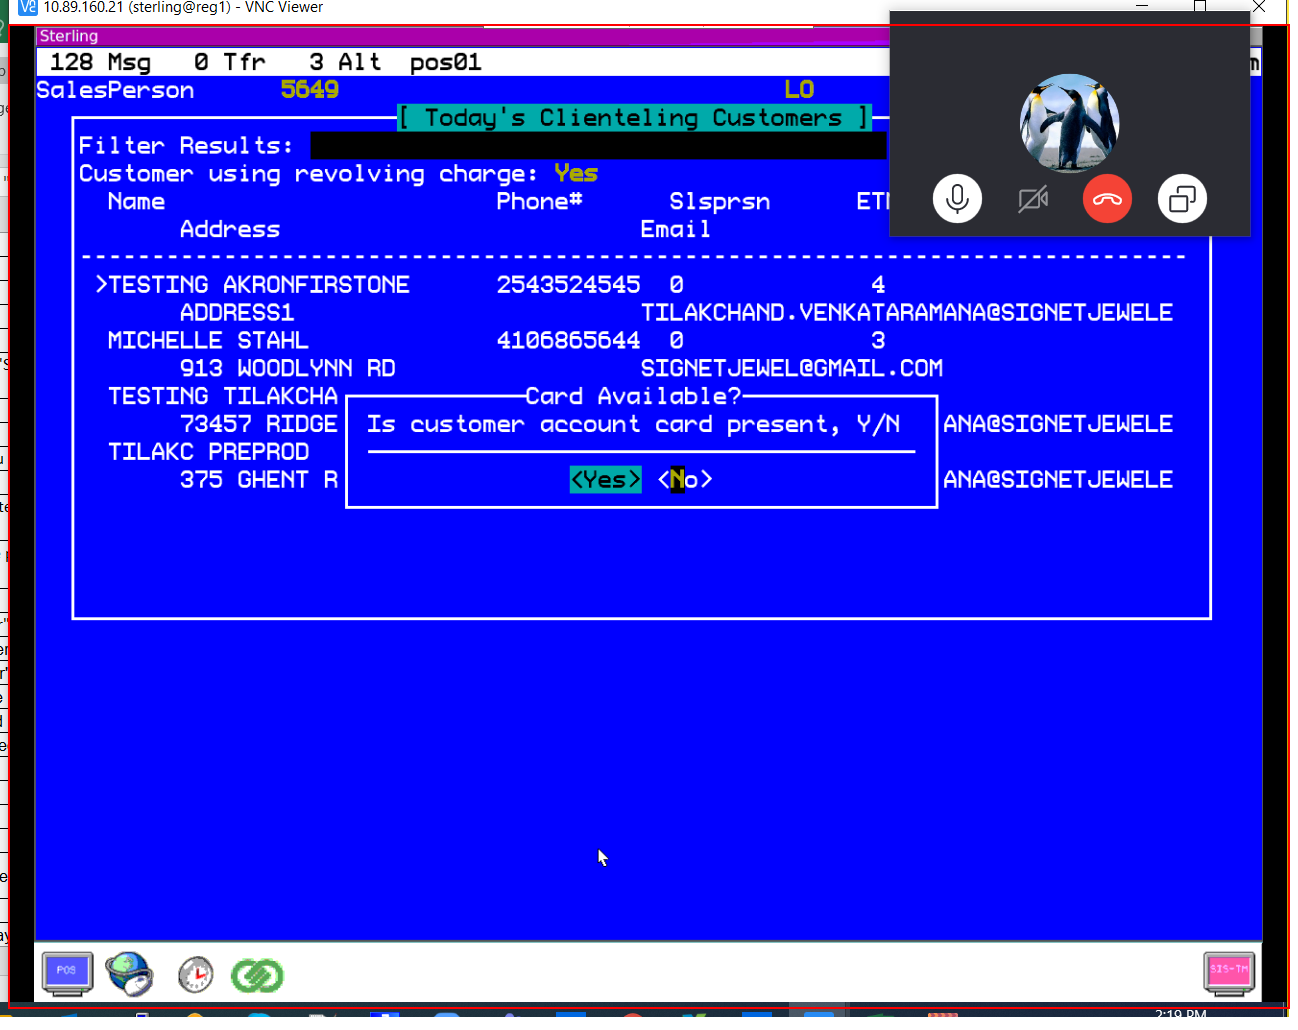 10.89.160.21 (sterling@reg1) - VNC Viewer
Sterling
128 Msg 0 Tfr 3 Alt pos01
SalesPerson 5649 LO
[ Today's Clienteling Customers ]
Filter Results:
Customer using revolving charge: Yes
Name Phone# Slsprsn
Address Email
>TESTING AKRONFIRSTONE 2543524545 0 4
ADDRESS1 TILAKCHAND.VENKATARAMANA@SIGNETJEWELE
MICHELLE STAHL 4106865644 0 3
913 WOODLYNN RD SIGNETJEWEL@GMAIL.COM
TESTING TILAKCHA
73457 RIDGE ANA@SIGNETJEWELE
TILAKC PREPROD
375 GHENT R ANA@SIGNETJEWELE
Card Available?
Is customer account card present, Y/N
<Yes> <No>
POS
SIS-TM
2:19 PM